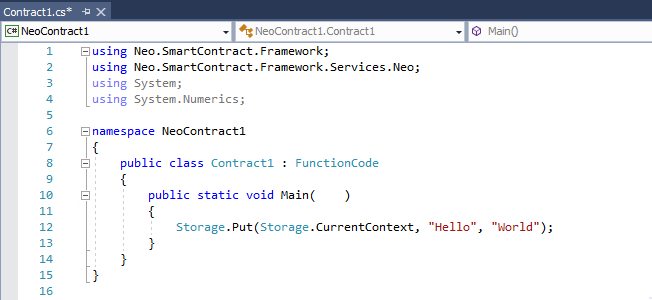 Contract1.cs*
NeoContract1 NeoContract1.Contract1 Main()
1 using Neo.SmartContract.Framework;
2 using Neo.SmartContract.Framework.Services.Neo;
3 using System;
4 using System.Numerics;
5
6 namespace NeoContract1
7 {
8 public class Contract1 : FunctionCode
9 {
10 public static void Main( )
11 {
12 Storage.Put(Storage.CurrentContext, "Hello", "World");
13 }
14 }
15 }
16